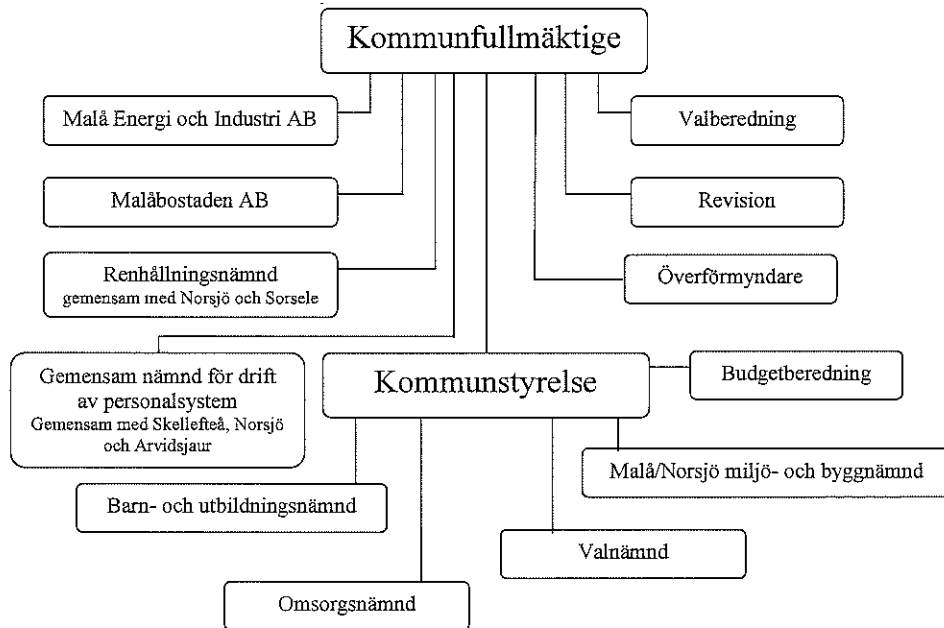 Kommunfullmäktige
Malå Energi och Industri AB
Valberedning
Malåbostaden AB
Revision
Renhållningsnämnd
gemensam med Norsjö och Sorsele
Överförmyndare
Gemensam nämnd för drift
av personalsystem
Gemensam med Skellefteå, Norsjö
och Arvidsjaur
Kommunstyrelse
Budgetberedning
Malå/Norsjö miljö- och byggnämnd
Barn- och utbildningsnämnd
Valnämnd
Omsorgsnämnd